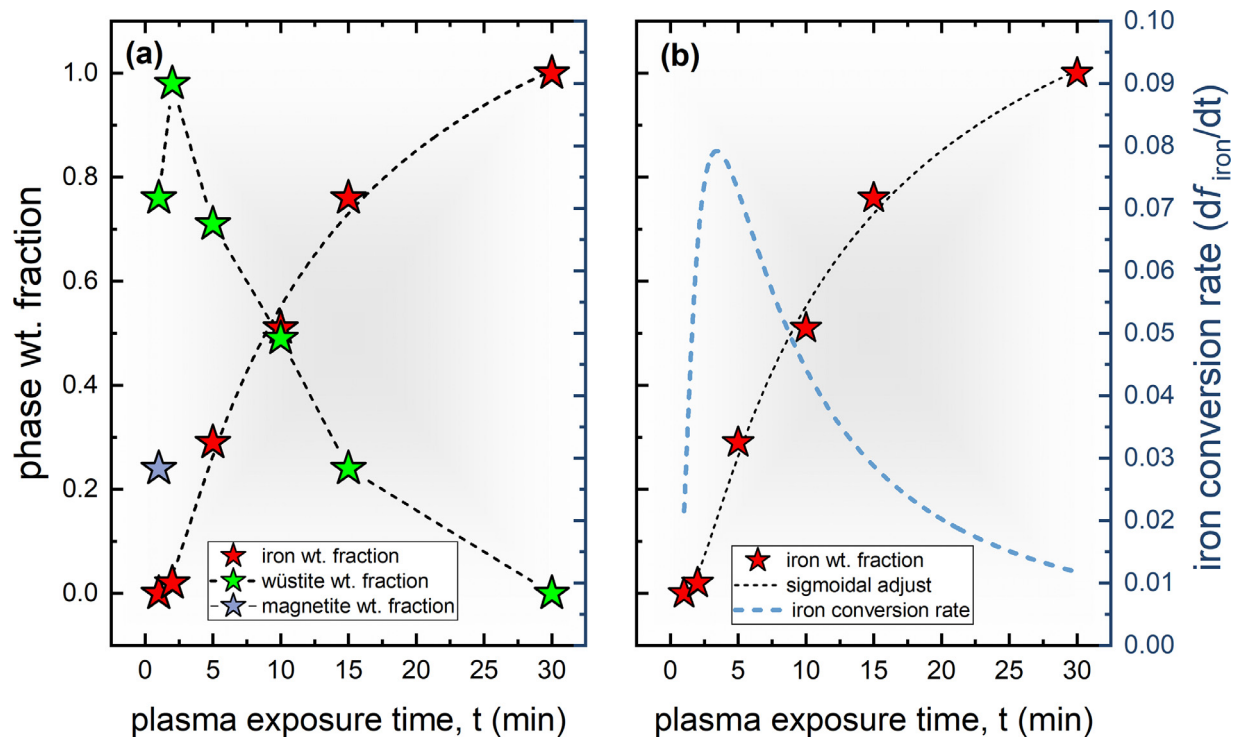 (a)
phase wt. fraction
1.0
0.8
0.6
0.4
0.2
0.0
iron wt. fraction
wüstite wt. fraction
magnetite wt. fraction
0 5 10 15 20 25 30
plasma exposure time, t (min)
(b)
iron wt. fraction
sigmoidal adjust
iron conversion rate
0 5 10 15 20 25 30
plasma exposure time, t (min)
0.10
0.09
0.08
0.07
0.06
0.05
0.04
0.03
0.02
0.01
0.00
iron conversion rate (df iron/dt)